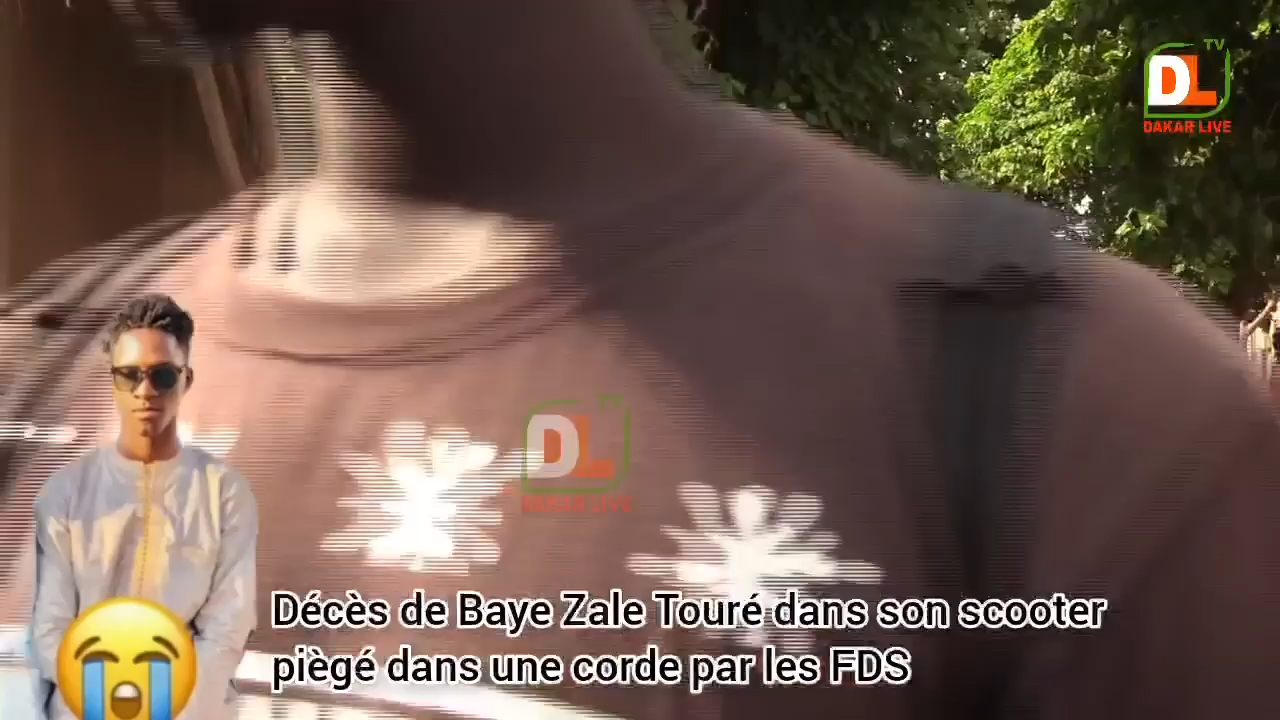 TV
DL
DAKAR LIVE
TV
DL
DAKAR LIVE
Décès de Baye Zale Touré dans son scooter
piègé dans une corde par les FDS